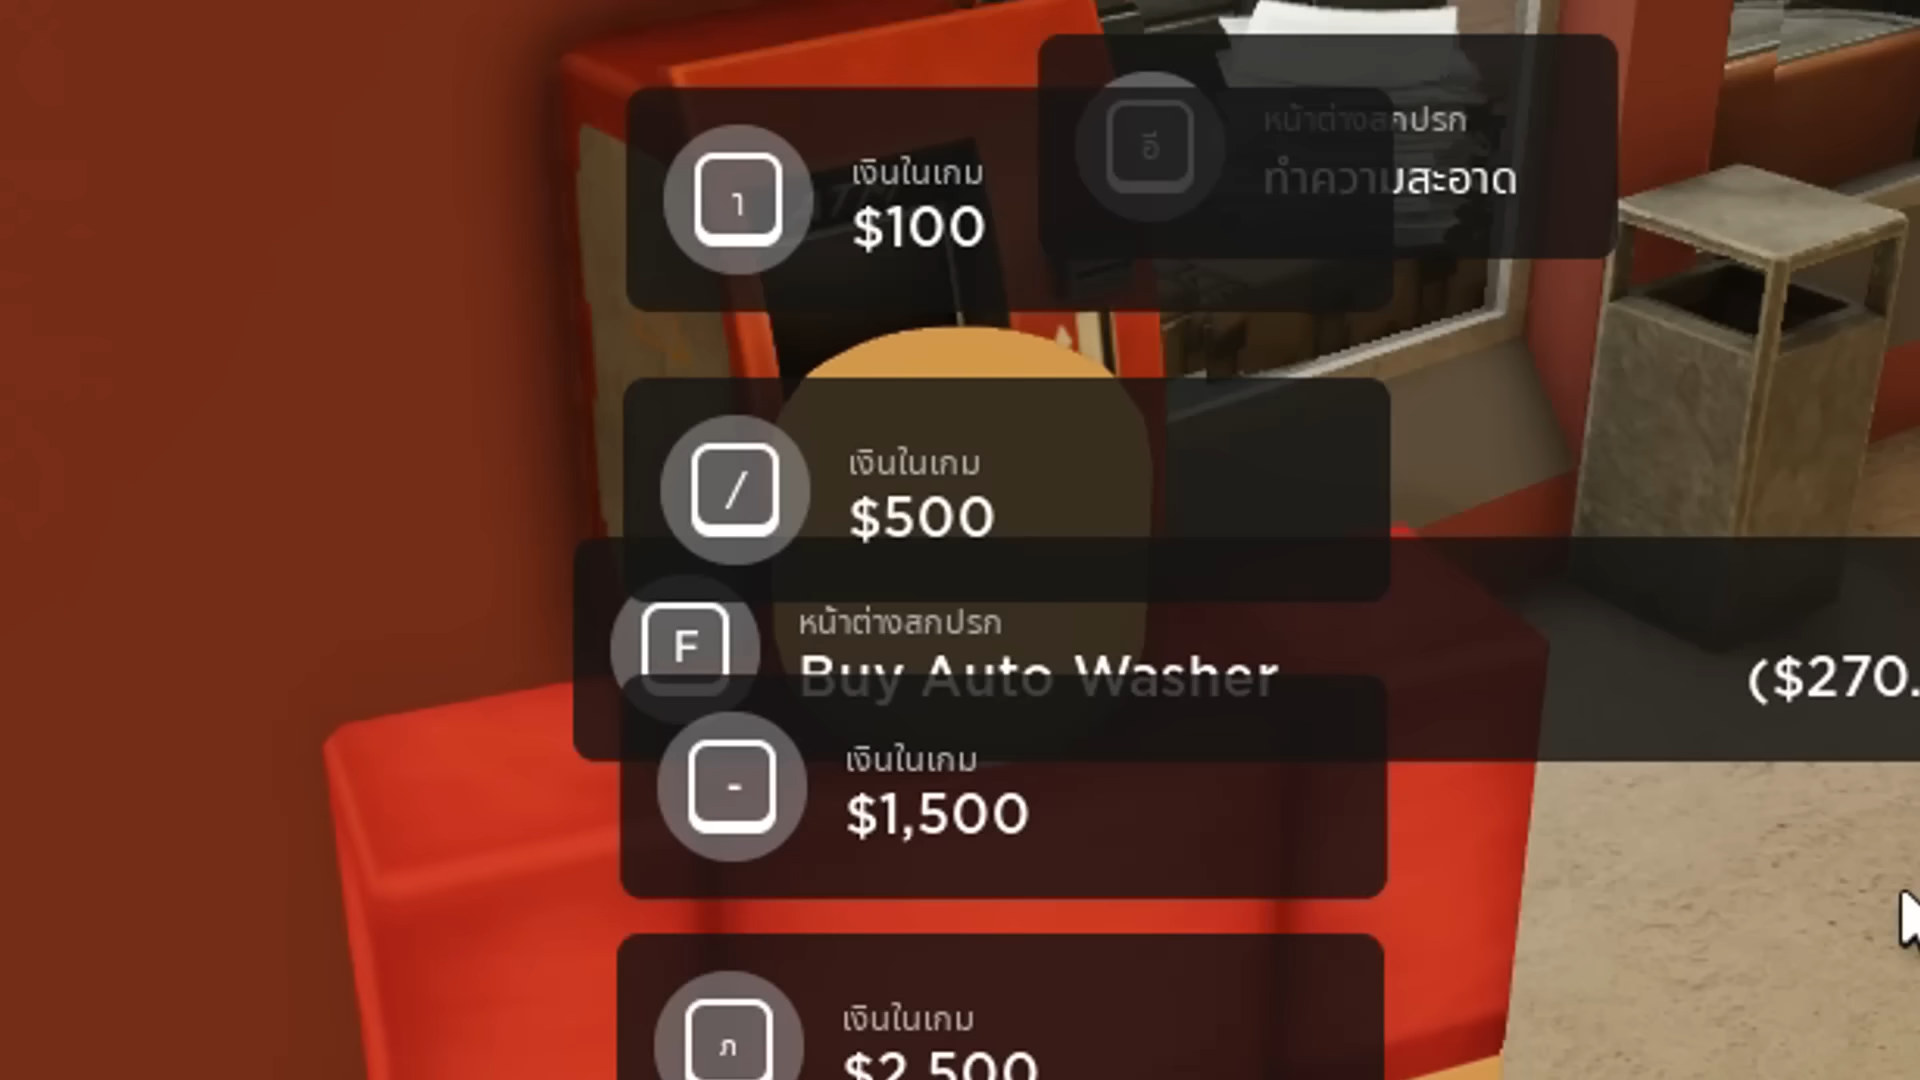 อี
หน้าต่างสกปรก
ทำความสะอาด
ๅ
เงินในเกม
$100
/
เงินในเกม
$500
F
หน้าต่างสกปรก
Buy Auto Washer
($270.
-
เงินในเกม
$1,500
ภ
เงินในเกม
$2,500